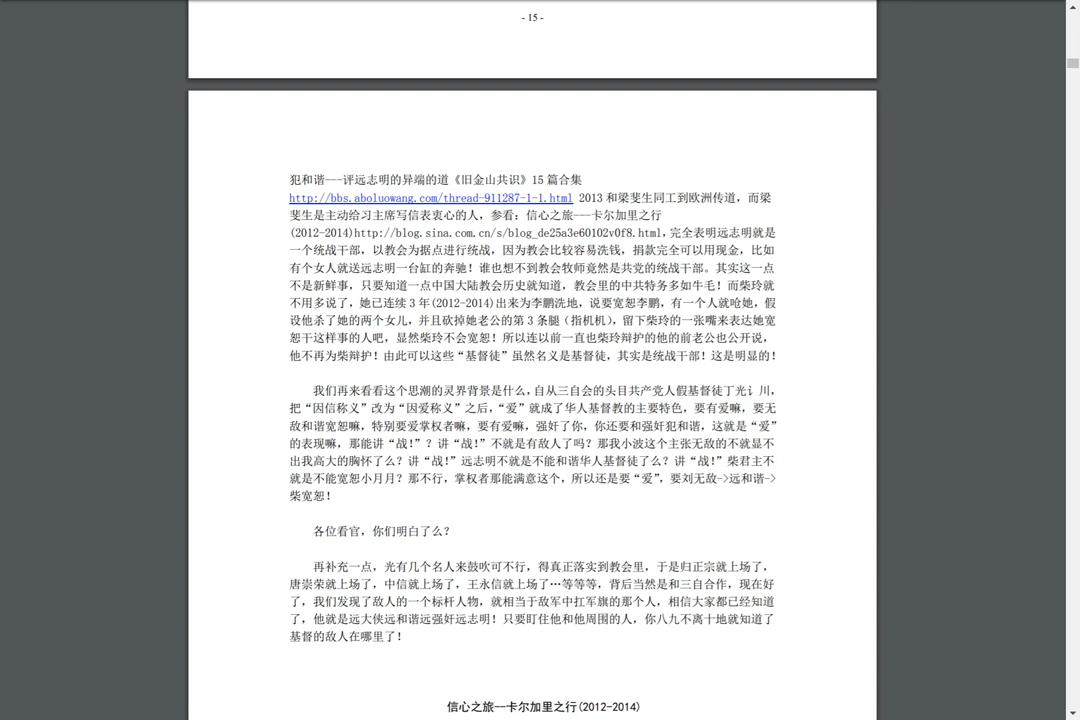 - 15 -
犯和谐---评远志明的异端的道《旧金山共识》15 篇合集
http://bbs.aboluowang.com/thread-911287-1-1.html 2013 和梁斐生同工到欧洲传道，而梁
斐生是主动给习主席写信表衷心的人，参看：信心之旅---卡尔加里之行
(2012-2014)http://blog.sina.com.cn/s/blog_de25a3e60102v0f8.html，完全表明远志明就是
一个统战干部，以教会为据点进行统战，因为教会比较容易洗钱，捐款完全可以用现金，比如
有个女人就送远志明一台缸的奔驰！谁也想不到教会牧师竟然是共党的统战干部。其实这一点
不是新鲜事，只要知道一点中国大陆教会历史就知道，教会里的中共特务多如牛毛！而柴玲就
不用多说了，她已连续 3 年(2012-2014)出来为李鹏洗地，说要宽恕李鹏，有一个人就呛她，假
设他杀了她的两个女儿，并且砍掉她老公的第 3 条腿（指机机），留下柴玲的一张嘴来表达她宽
恕干这样事的人吧，显然柴玲不会宽恕！所以连以前一直也柴玲辩护的他的前老公也公开说，
他不再为柴辩护！由此可以这些“基督徒”虽然名义是基督徒，其实是统战干部！这是明显的！
我们再来看看这个思潮的灵界背景是什么，自从三自会的头目共产党人假基督徒丁光讠川，
把“因信称义”改为“因爱称义”之后，“爱”就成了华人基督教的主要特色，要有爱嘛，要无
敌和谐宽恕嘛，特别要爱掌权者嘛，要有爱嘛，强奸了你，你还要和强奸犯和谐，这就是“爱”
的表现嘛，那能讲“战！”？讲“战！”不就是有敌人了吗？那我小波这个主张无敌的不就显不
出我高大的胸怀了么？讲“战！”远志明不就是不能和谐华人基督徒了么？讲“战！”柴君主不
就是不能宽恕小月月？那不行，掌权者那能满意这个，所以还是要“爱”，要刘无敌->远和谐->
柴宽恕！
各位看官，你们明白了么？
再补充一点，光有几个名人来鼓吹可不行，得真正落实到教会里，于是归正宗就上场了，
唐崇荣就上场了，中信就上场了，王永信就上场了…等等等，背后当然是和三自合作，现在好
了，我们发现了敌人的一个标杆人物，就相当于敌军中扛军旗的那个人，相信大家都已经知道
了，他就是远大侠远和谐远强奸远志明！只要盯住他和他周围的人，你八九不离十地就知道了
基督的敌人在哪里了！
信心之旅--卡尔加里之行(2012-2014)